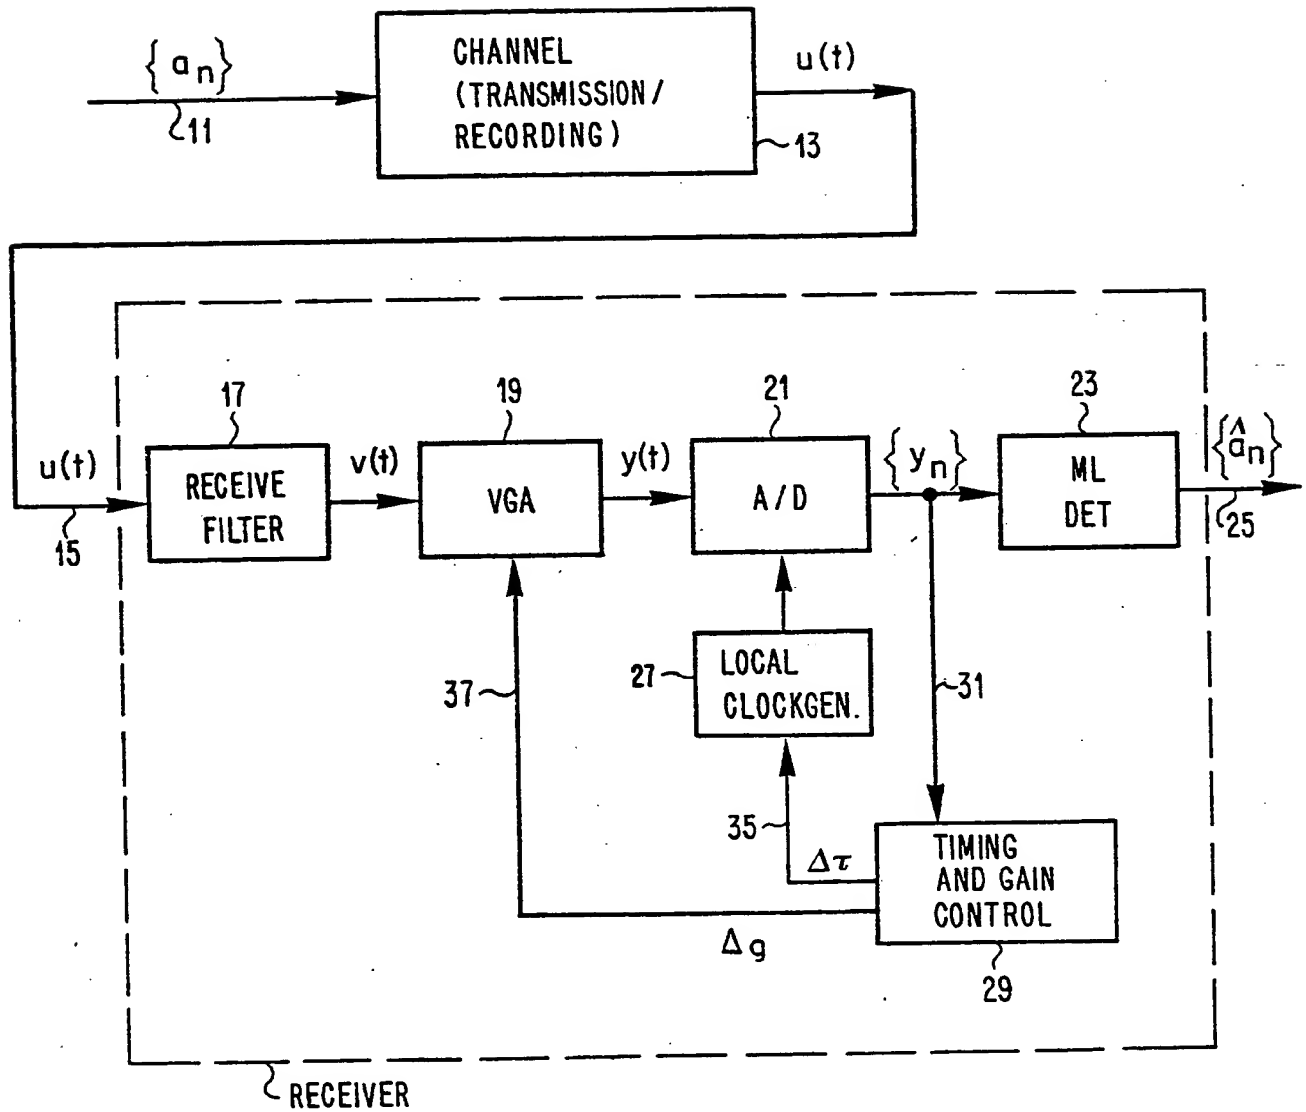 {an}
11
CHANNEL
(TRANSMISSION/
RECORDING)
u(t)
13
17
19
21
23
u(t)
15
RECEIVE
FILTER
v(t)
VGA
y(t)
A/D
{yn}
ML
DET
{ân}
25
27
LOCAL
CLOCKGEN.
37
31
35
Δτ
Δg
TIMING
AND GAIN
CONTROL
29
RECEIVER